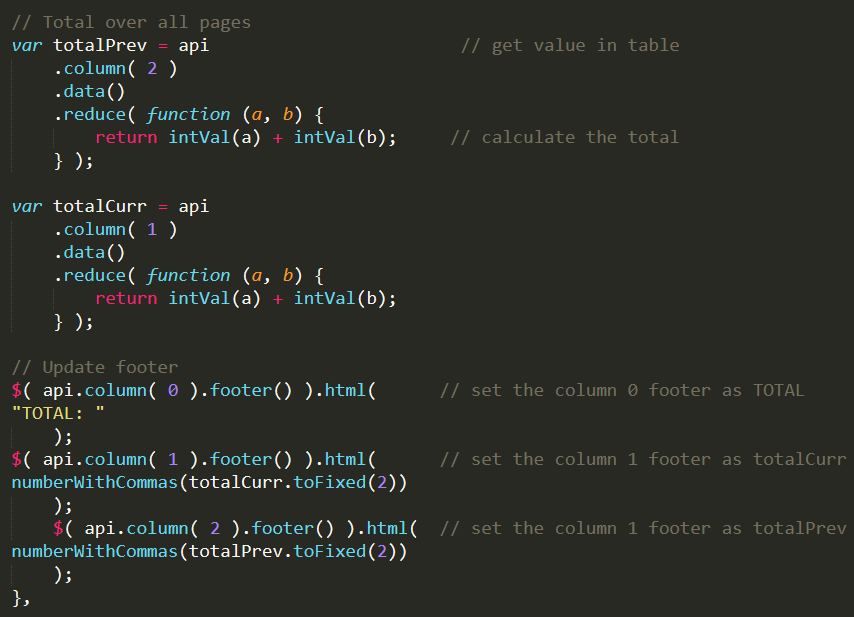 // Total over all pages
var totalPrev = api // get value in table
.column( 2 )
.data()
.reduce( function (a, b) {
return intVal(a) + intVal(b); // calculate the total
} );
var totalCurr = api
.column( 1 )
.data()
.reduce( function (a, b) {
return intVal(a) + intVal(b);
} );
// Update footer
$( api.column( 0 ).footer() ).html( // set the column 0 footer as TOTAL
"TOTAL: "
);
$( api.column( 1 ).footer() ).html( // set the column 1 footer as totalCurr
numberWithCommas(totalCurr.toFixed(2))
);
$( api.column( 2 ).footer() ).html( // set the column 1 footer as totalPrev
numberWithCommas(totalPrev.toFixed(2))
);
},